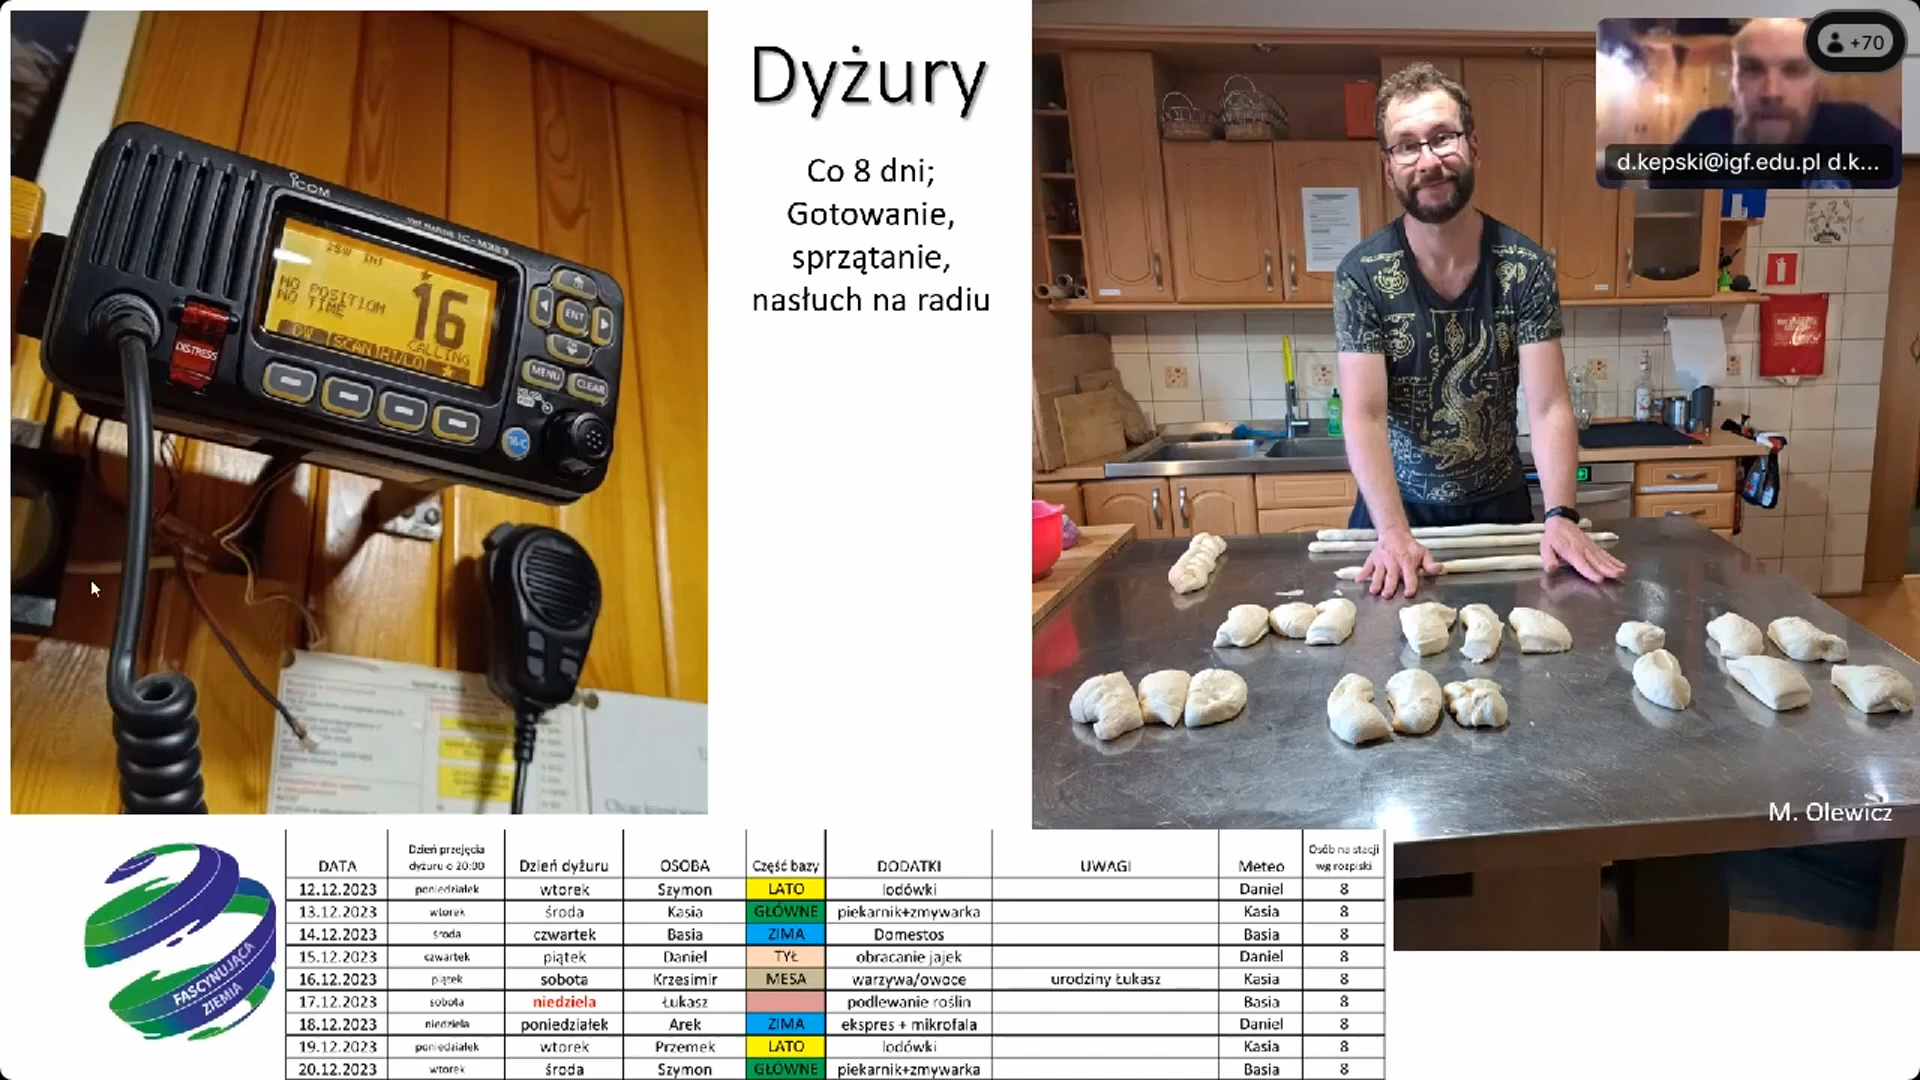 Dyżury
Co 8 dni;
Gotowanie,
sprzątanie,
nasłuch na radiu
ICOM
25W INT
NO POSITION
NO TIME
16
CALLING
DW SCAN HI/LO
DISTRESS
ENT
MENU
CLEAR
16/C
+70
d.kepski@igf.edu.pl d.k...
M. Olewicz
FASCYNUJĄCA
ZIEMIA
DATA Dzień przejęcia dyżuru o 20:00 Dzień dyżuru OSOBA Część bazy DODATKI UWAGI Meteo Osób na stacji wg rozpiski
12.12.2023 poniedziałek wtorek Szymon LATO lodówki Daniel 8
13.12.2023 wtorek środa Kasia GŁÓWNE piekarnik+zmywarka Kasia 8
14.12.2023 środa czwartek Basia ZIMA Domestos Basia 8
15.12.2023 czwartek piątek Daniel TYŁ obracanie jajek Daniel 8
16.12.2023 piątek sobota Krzesimir MESA warzywa/owoce urodziny Łukasz Kasia 8
17.12.2023 sobota niedziela Łukasz podlewanie roślin Basia 8
18.12.2023 niedziela poniedziałek Arek ZIMA ekspres + mikrofala Daniel 8
19.12.2023 poniedziałek wtorek Przemek LATO lodówki Kasia 8
20.12.2023 wtorek środa Szymon GŁÓWNE piekarnik+zmywarka Basia 8